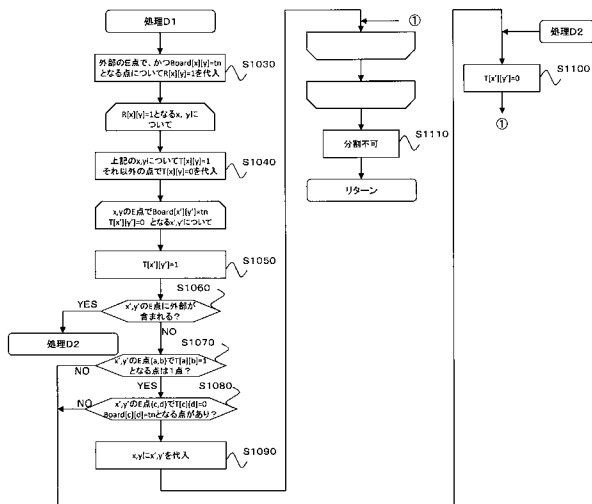 処理D1
外部のE点で、かつBoard[x][y]=tn
となる点についてR[x][y]=1を代入
S1030
R[x][y]=1となるx, yに
ついて
上記のx,yについてT[x][y]=1
それ以外の点でT[x][y]=0を代入
S1040
x,yのE点でBoard[x'][y']=tn
T[x'][y']=0 となるx',y'について
T[x'][y']=1
S1050
S1060
x',y'のE点に外部が
含まれる?
YES
NO
処理D2
S1070
x',y'のE点(a,b)でT[a][b]=1
となる点は1点?
NO
YES
S1080
x',y'のE点(c,d)でT[c][d]=0
Board[c][d]=tnとなる点があり?
NO
x,yにx',y'を代入
S1090
①
分割不可
S1110
リターン
処理D2
T[x'][y']=0
S1100
①